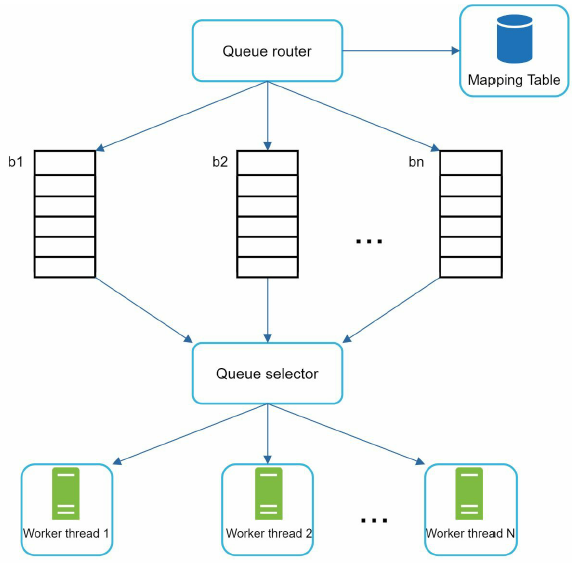 Queue router
Mapping Table
b1
b2
bn
...
Queue selector
Worker thread 1
Worker thread 2
...
Worker thread N